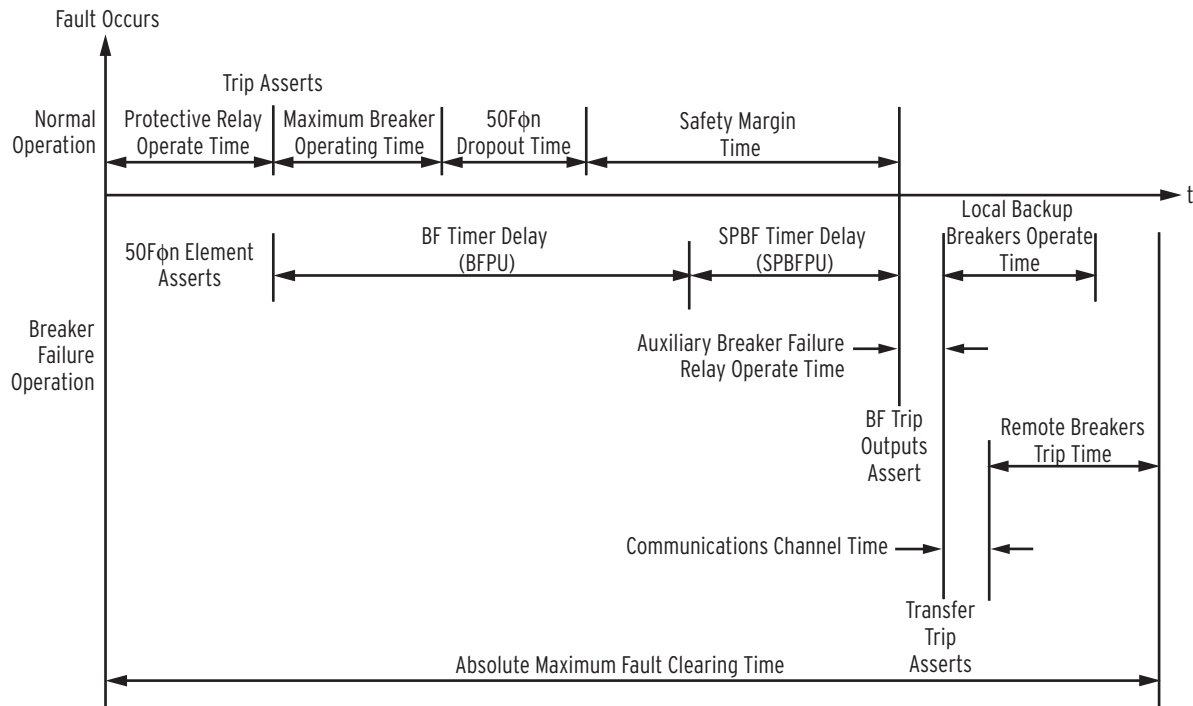 Fault Occurs
Trip Asserts
Normal
Operation
Protective Relay
Operate Time
Maximum Breaker
Operating Time
50Fϕn
Dropout Time
Safety Margin
Time
t
50Fϕn Element
Asserts
BF Timer Delay
(BFPU)
SPBF Timer Delay
(SPBFPU)
Local Backup
Breakers Operate
Time
Breaker
Failure
Operation
Auxiliary Breaker Failure
Relay Operate Time
BF Trip
Outputs
Assert
Remote Breakers
Trip Time
Communications Channel Time
Transfer
Trip
Asserts
Absolute Maximum Fault Clearing Time